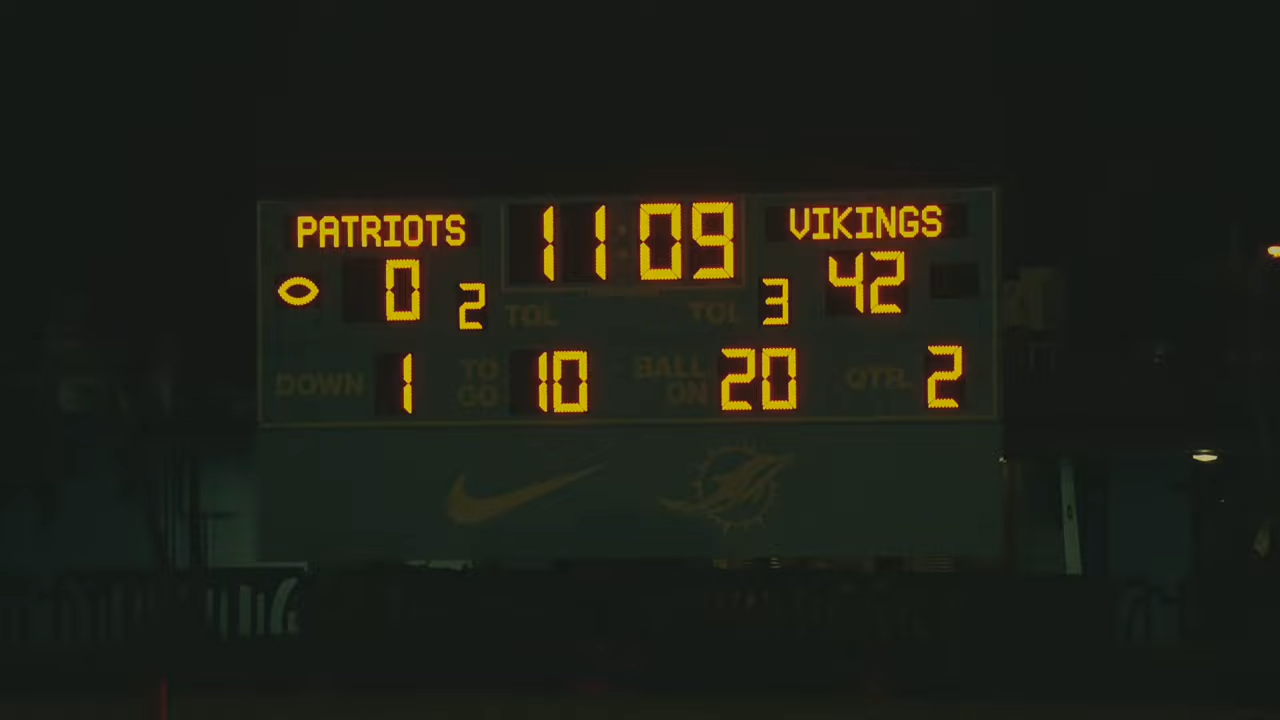 PATRIOTS 11:09 VIKINGS
0 2 TOL TOL 3 42
DOWN 1 TO GO 10 BALL ON 20 QTR. 2